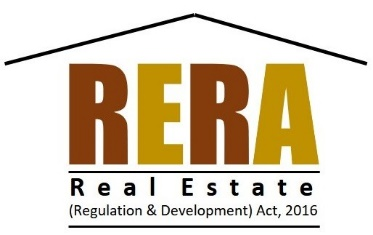 RERA
Real Estate
(Regulation & Development) Act, 2016